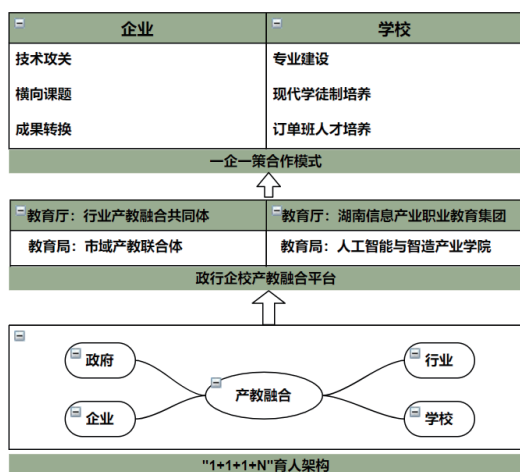 企业
学校
技术攻关
专业建设
横向课题
现代学徒制培养
成果转换
订单班人才培养
一企一策合作模式
教育厅：行业产教融合共同体
教育厅：湖南信息产业职业教育集团
教育局：市域产教联合体
教育局：人工智能与智造产业学院
政行企校产教融合平台
政府
行业
产教融合
企业
学校
"1+1+1+N"育人架构